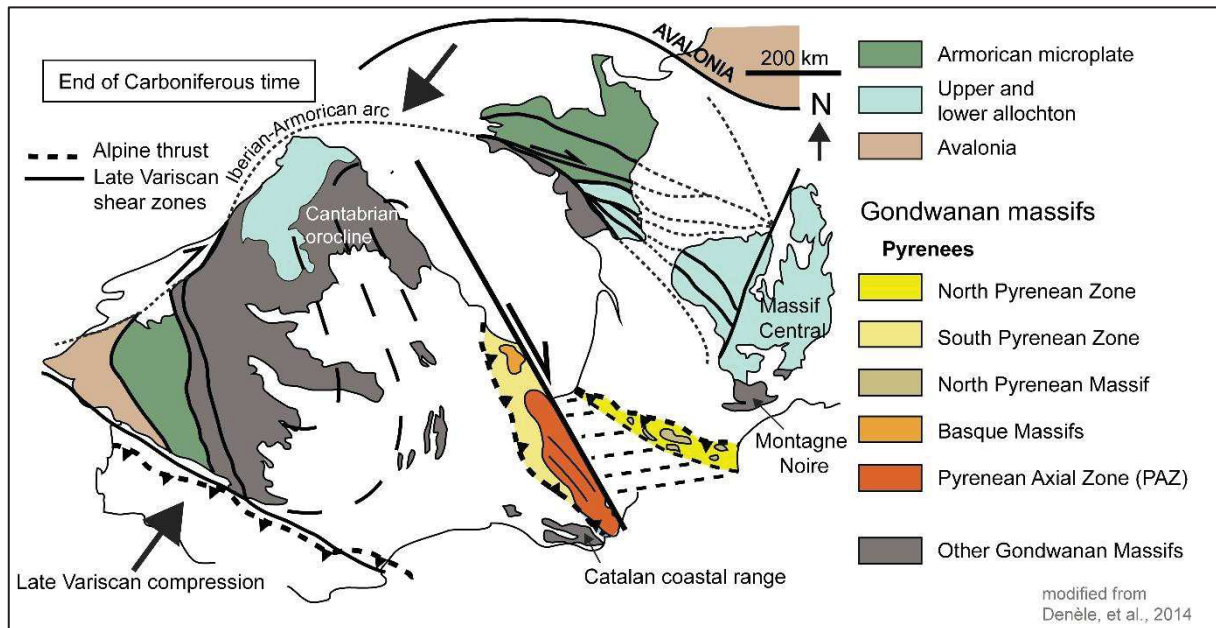 End of Carboniferous time
Alpine thrust
Late Variscan
shear zones
Iberian-Armorican arc
Cantabrian
orocline
AVALONIA
200 km
N
Massif
Central
Montagne
Noire
Catalan coastal range
Late Variscan compression
Armorican microplate
Upper and
lower allochton
Avalonia
Gondwanan massifs
Pyrenees
North Pyrenean Zone
South Pyrenean Zone
North Pyrenean Massif
Basque Massifs
Pyrenean Axial Zone (PAZ)
Other Gondwanan Massifs
modified from
Denèle, et al., 2014